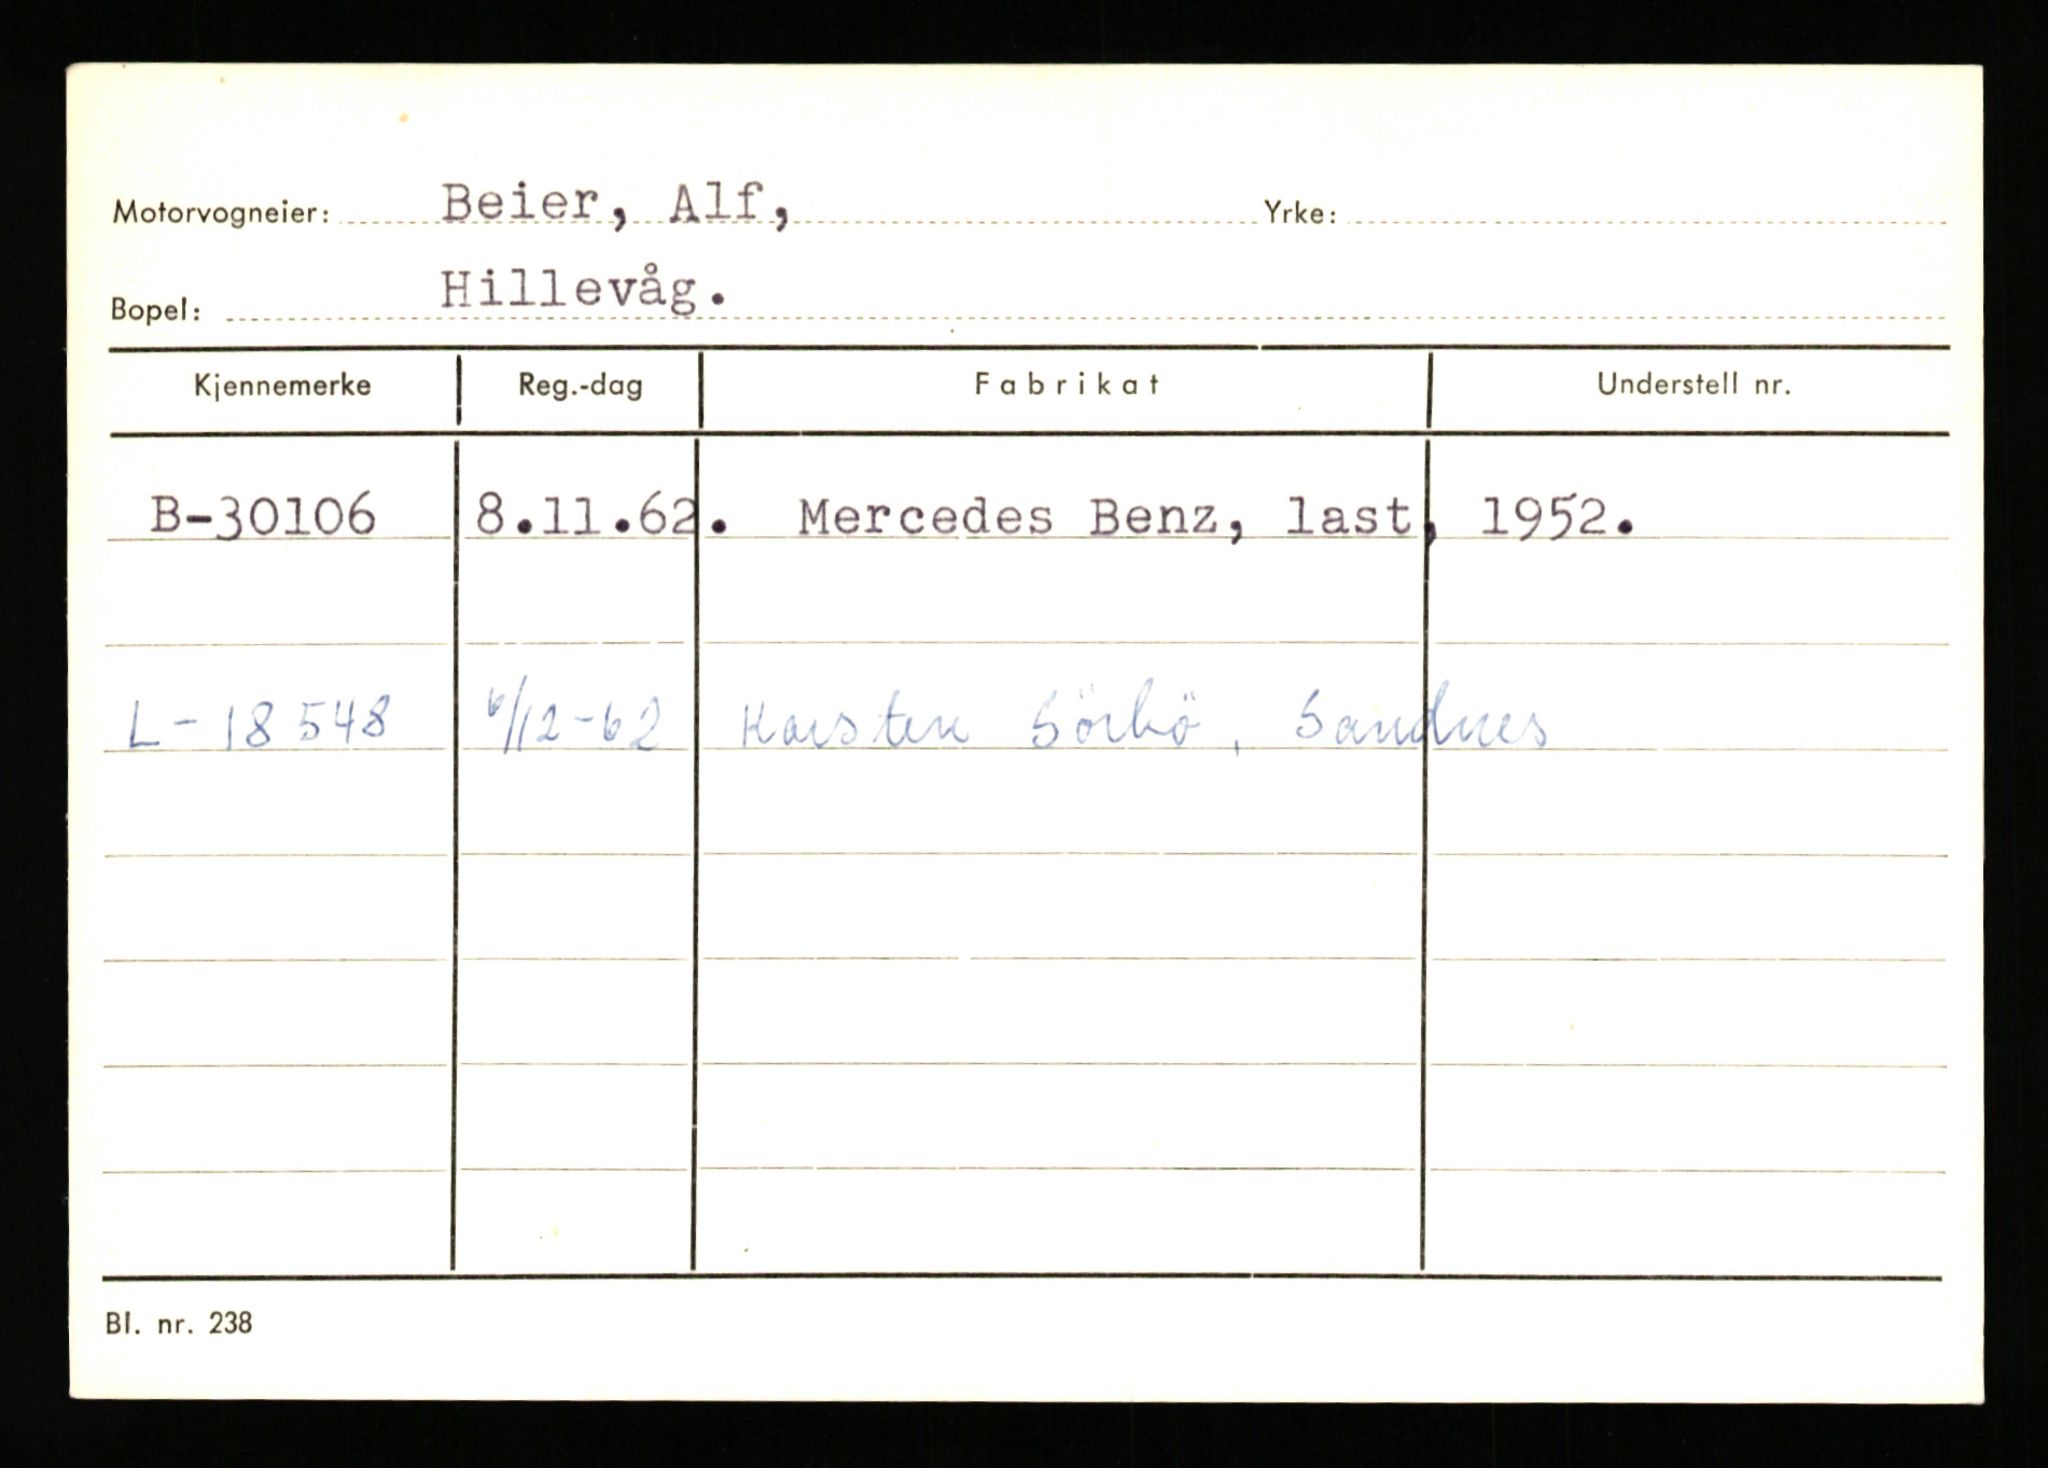 Motorvogneier: Beier, Alf, Yrke:
Bopel: Hillevåg.
Kjennemerke Reg.-dag Fabrikat Understell nr.
B-30106 8.11.62. Mercedes Benz, last, 1952.
L-18548 6/12-62 Karsten Sörbö, Sandnes
Bl. nr. 238